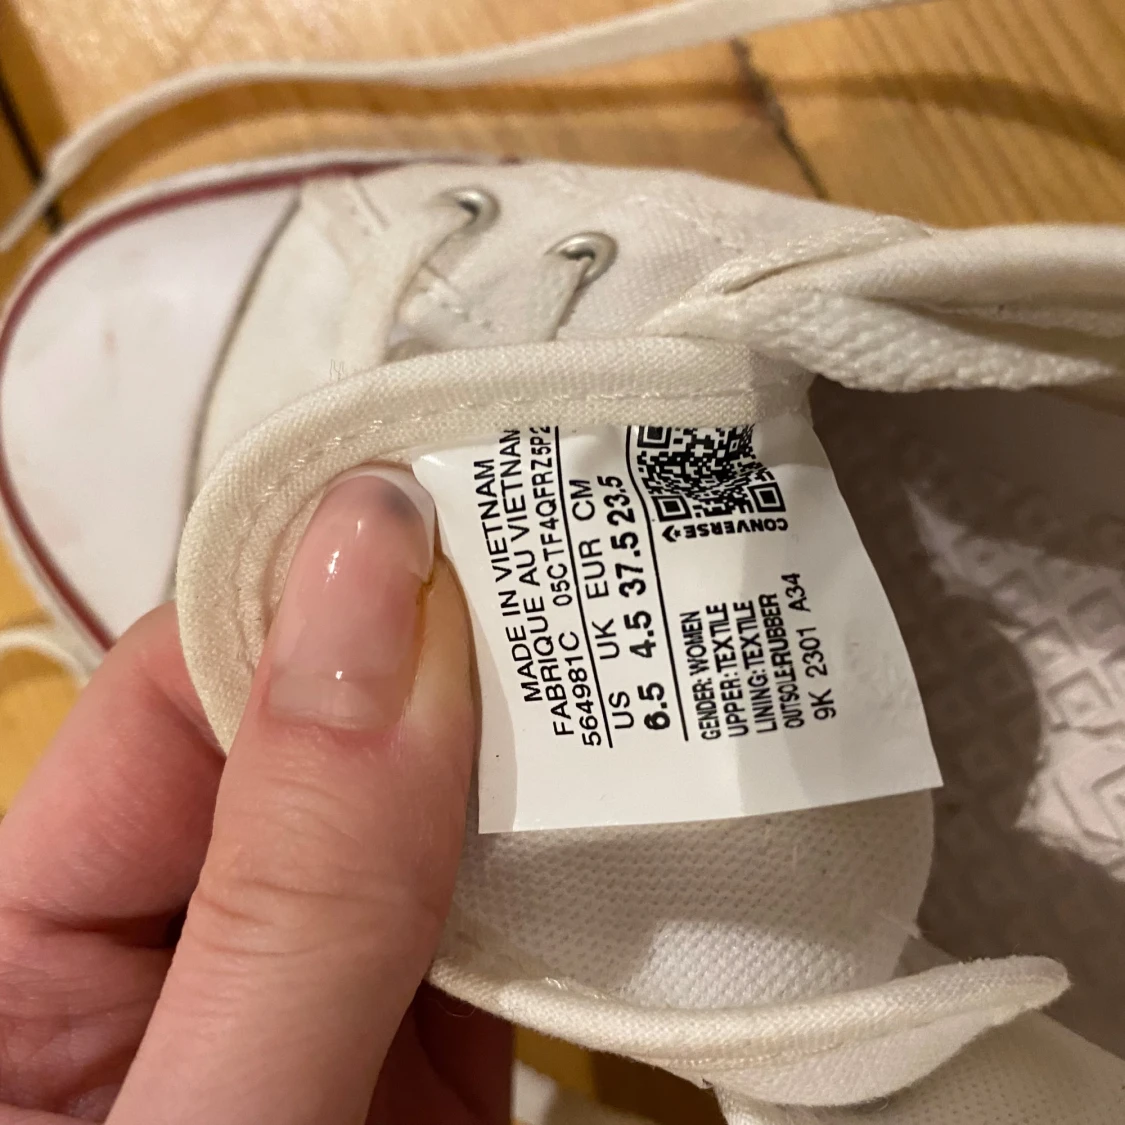 MADE IN VIETNAM
FABRIQUE AU VIETNAM
564981C 05CTF4QFRZ5P2
US UK EUR CM
6.5 4.5 37.5 23.5
CONVERSE
GENDER: WOMEN
UPPER: TEXTILE
LINING: TEXTILE
OUTSOLE:RUBBER
9K 2301 A34